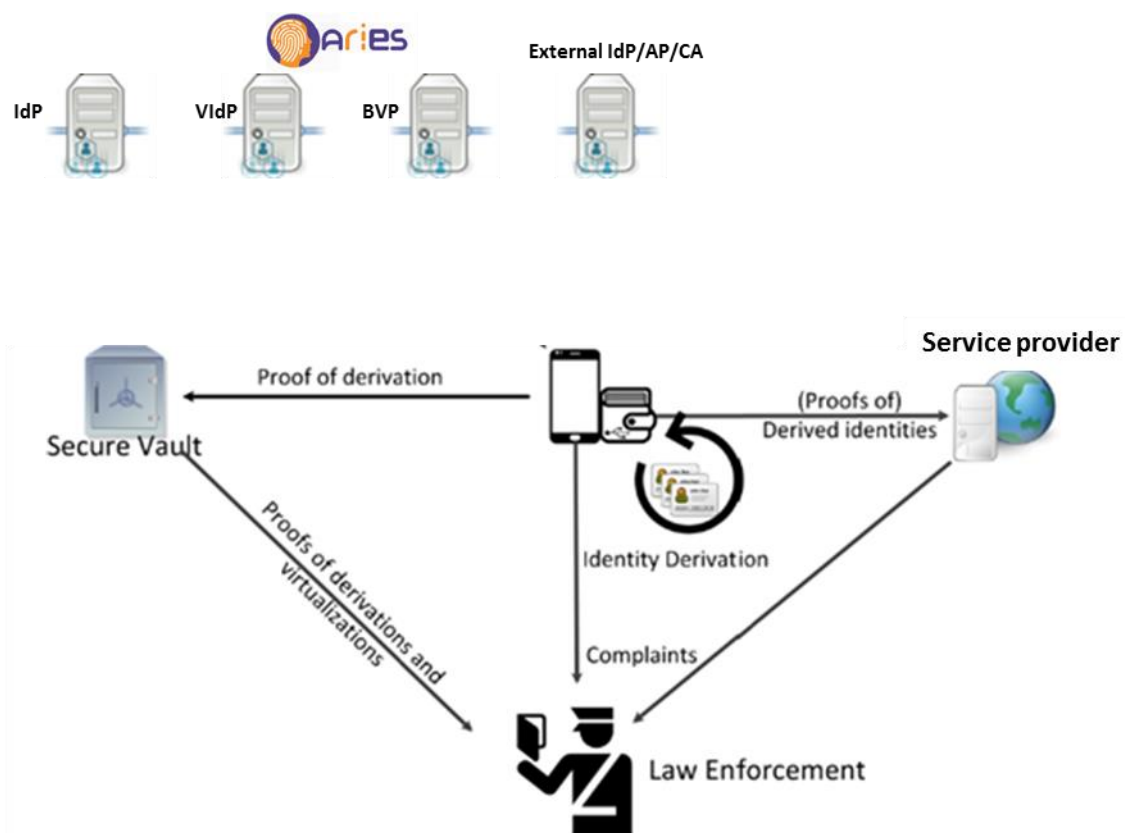 Aries
External IdP/AP/CA
IdP
VIdP
BVP
Service provider
Proof of derivation
(Proofs of)
Derived identities
Secure Vault
Proofs of derivations and
virtualizations
Identity Derivation
Complaints
Law Enforcement